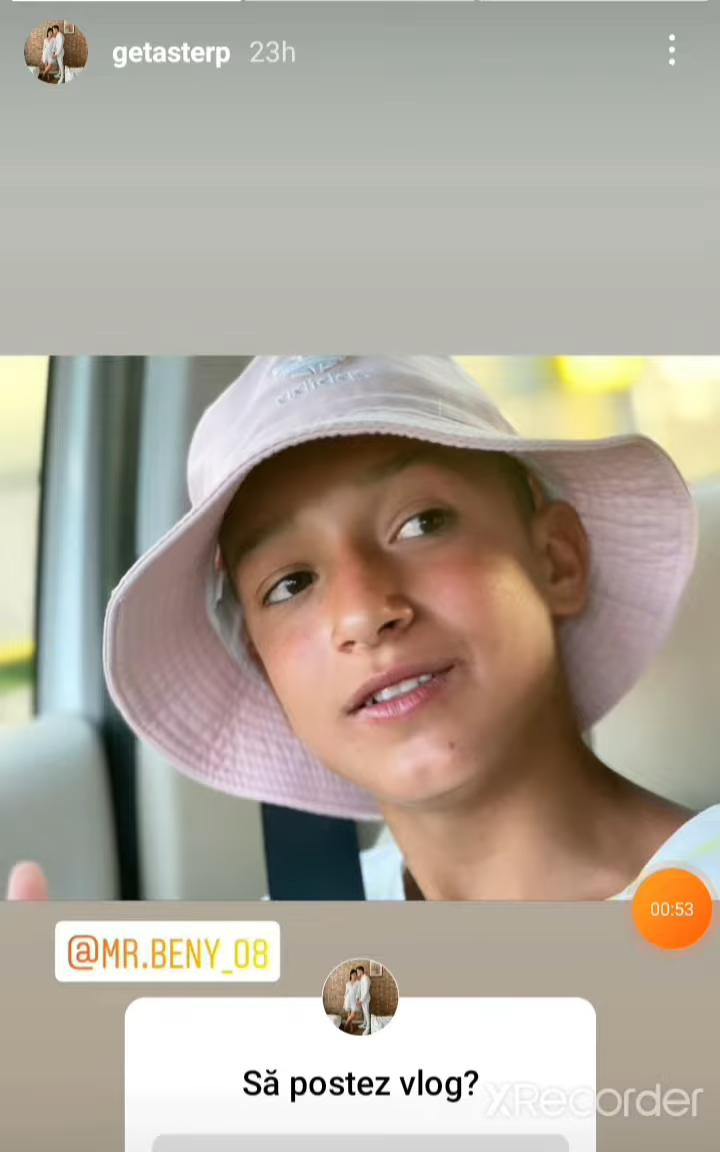 getasterp 23h
adidas
00:53
@MR.BENY_08
Să postez vlog?
XRecorder